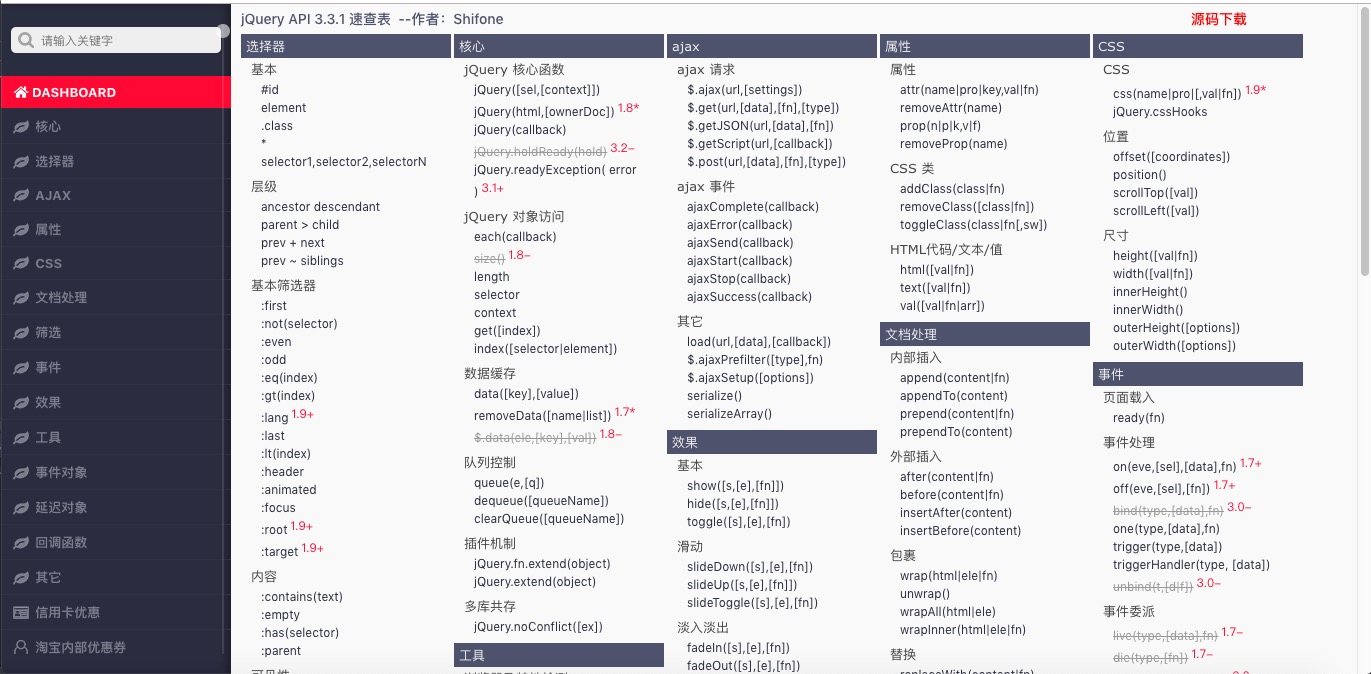 请输入关键字
DASHBOARD
核心
选择器
AJAX
属性
CSS
文档处理
筛选
事件
效果
工具
事件对象
延迟对象
回调函数
其它
信用卡优惠
淘宝内部优惠券
jQuery API 3.3.1 速查表 --作者：Shifone
源码下载
选择器
基本
#id
element
.class
*
selector1,selector2,selectorN
层级
ancestor descendant
parent > child
prev + next
prev ~ siblings
基本筛选器
:first
:not(selector)
:even
:odd
:eq(index)
:gt(index)
:lang 1.9+
:last
:lt(index)
:header
:animated
:focus
:root 1.9+
:target 1.9+
内容
:contains(text)
:empty
:has(selector)
:parent
可见性
核心
jQuery 核心函数
jQuery([sel,[context]])
jQuery(html,[ownerDoc]) 1.8*
jQuery(callback)
jQuery.holdReady(hold) 3.2–
jQuery.readyException( error
) 3.1+
jQuery 对象访问
each(callback)
size() 1.8–
length
selector
context
get([index])
index([selector|element])
数据缓存
data([key],[value])
removeData([name|list]) 1.7*
$.data(ele,[key],[val]) 1.8–
队列控制
queue(e,[q])
dequeue([queueName])
clearQueue([queueName])
插件机制
jQuery.fn.extend(object)
jQuery.extend(object)
多库共存
jQuery.noConflict([ex])
工具
ajax
ajax 请求
$.ajax(url,[settings])
$.get(url,[data],[fn],[type])
$.getJSON(url,[data],[fn])
$.getScript(url,[callback])
$.post(url,[data],[fn],[type])
ajax 事件
ajaxComplete(callback)
ajaxError(callback)
ajaxSend(callback)
ajaxStart(callback)
ajaxStop(callback)
ajaxSuccess(callback)
其它
load(url,[data],[callback])
$.ajaxPrefilter([type],fn)
$.ajaxSetup([options])
serialize()
serializeArray()
效果
基本
show([s,[e],[fn]])
hide([s,[e],[fn]])
toggle([s],[e],[fn])
滑动
slideDown([s],[e],[fn])
slideUp([s,[e],[fn]])
slideToggle([s],[e],[fn])
淡入淡出
fadeIn([s],[e],[fn])
fadeOut([s],[e],[fn])
属性
属性
attr(name|pro|key,val|fn)
removeAttr(name)
prop(n|p|k,v|f)
removeProp(name)
CSS 类
addClass(class|fn)
removeClass([class|fn])
toggleClass(class|fn[,sw])
HTML代码/文本/值
html([val|fn])
text([val|fn])
val([val|fn|arr])
文档处理
内部插入
append(content|fn)
appendTo(content)
prepend(content|fn)
prependTo(content)
外部插入
after(content|fn)
before(content|fn)
insertAfter(content)
insertBefore(content)
包裹
wrap(html|ele|fn)
unwrap()
wrapAll(html|ele)
wrapInner(html|ele|fn)
替换
replaceWith(content|fn)
CSS
CSS
css(name|pro|[,val|fn]) 1.9*
jQuery.cssHooks
位置
offset([coordinates])
position()
scrollTop([val])
scrollLeft([val])
尺寸
height([val|fn])
width([val|fn])
innerHeight()
innerWidth()
outerHeight([options])
outerWidth([options])
事件
页面载入
ready(fn)
事件处理
on(eve,[sel],[data],fn) 1.7+
off(eve,[sel],[fn]) 1.7+
bind(type,[data],fn) 3.0–
one(type,[data],fn)
trigger(type,[data])
triggerHandler(type, [data])
unbind(t,[d|f]) 3.0–
事件委派
live(type,[data],fn) 1.7–
die(type,[fn]) 1.7–